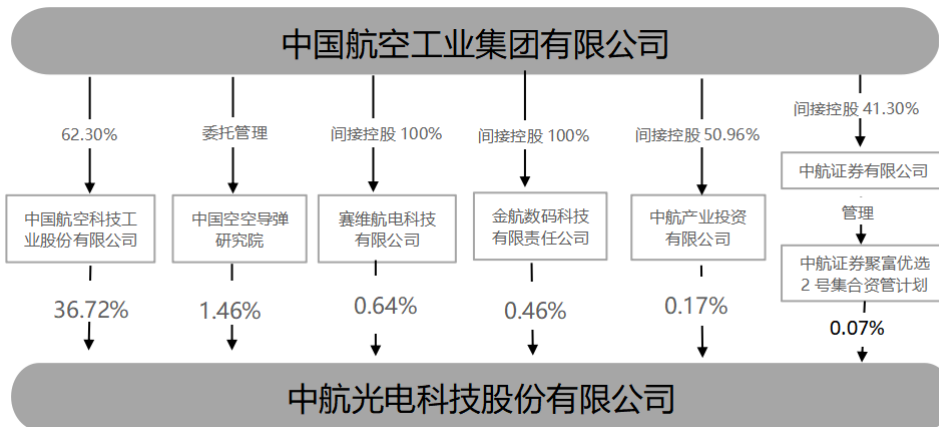 中国航空工业集团有限公司
62.30%
委托管理
间接控股 100%
间接控股 100%
间接控股 50.96%
间接控股 41.30%
中航证券有限公司
管理
中国航空科技工
业股份有限公司
中国空空导弹
研究院
赛维航电科技
有限公司
金航数码科技
有限责任公司
中航产业投资
有限公司
中航证券聚富优选
2 号集合资管计划
36.72%
1.46%
0.64%
0.46%
0.17%
0.07%
中航光电科技股份有限公司